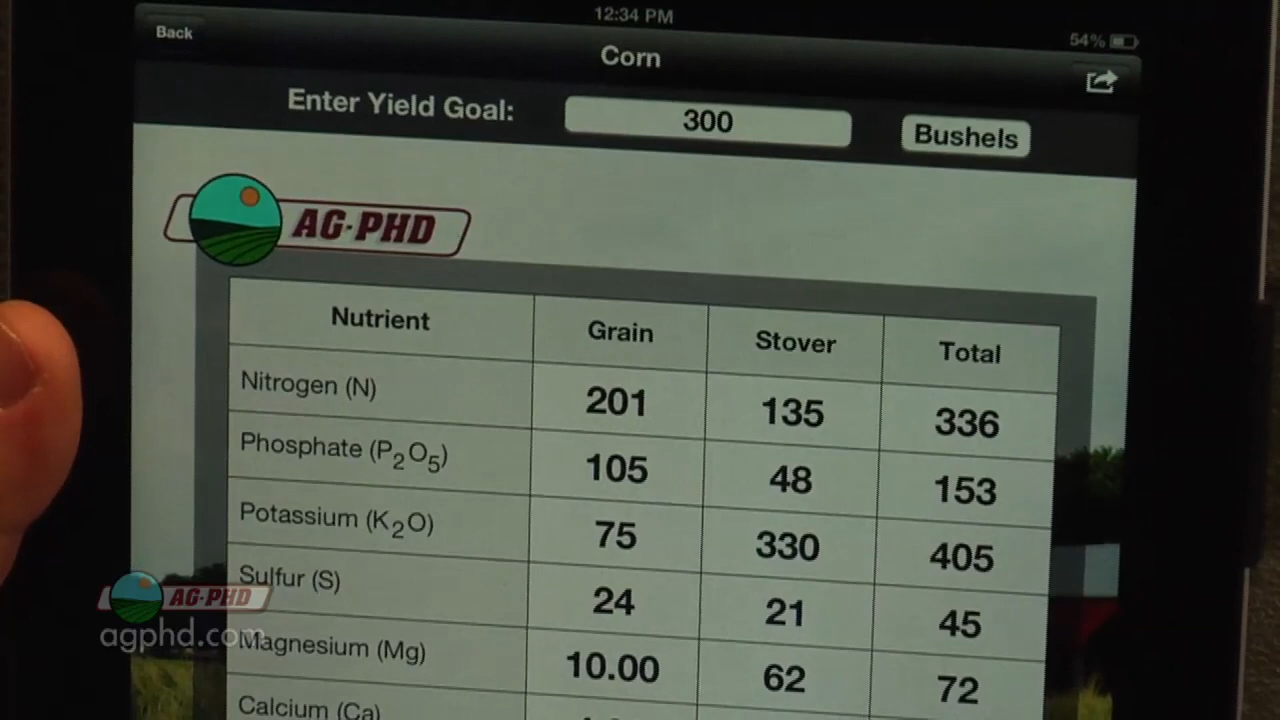 12:34 PM
54%
Back
Corn
Enter Yield Goal: 300 Bushels
AG·PHD
Nutrient Grain Stover Total
Nitrogen (N) 201 135 336
Phosphate (P₂O₅) 105 48 153
Potassium (K₂O) 75 330 405
Sulfur (S) 24 21 45
Magnesium (Mg) 10.00 62 72
Calcium (Ca)
AG·PHD
agphd.com